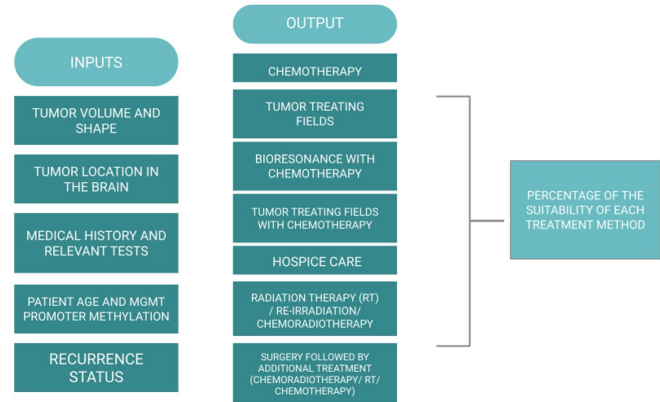 INPUTS
TUMOR VOLUME AND
SHAPE
TUMOR LOCATION IN
THE BRAIN
MEDICAL HISTORY AND
RELEVANT TESTS
PATIENT AGE AND MGMT
PROMOTER METHYLATION
RECURRENCE
STATUS
OUTPUT
CHEMOTHERAPY
TUMOR TREATING
FIELDS
BIORESONANCE WITH
CHEMOTHERAPY
TUMOR TREATING FIELDS
WITH CHEMOTHERAPY
HOSPICE CARE
RADIATION THERAPY (RT)
/ RE-IRRADIATION/
CHEMORADIOTHERAPY
SURGERY FOLLOWED BY
ADDITIONAL TREATMENT
(CHEMORADIOTHERAPY/ RT/
CHEMOTHERAPY)
PERCENTAGE OF THE
SUITABILITY OF EACH
TREATMENT METHOD